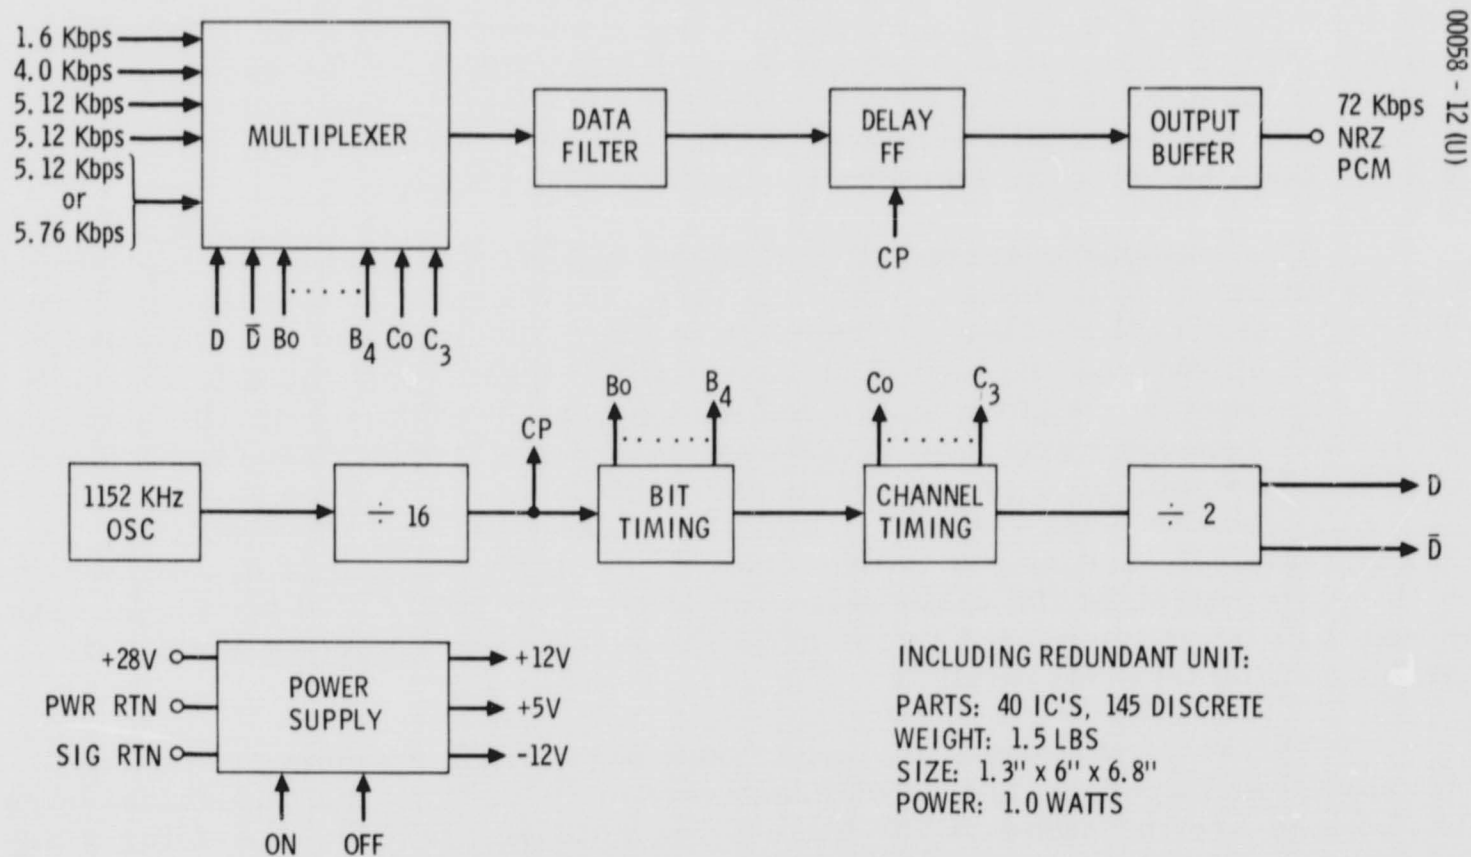 00058 - 12 (U)
1.6 Kbps
4.0 Kbps
5.12 Kbps
5.12 Kbps
5.12 Kbps
or
5.76 Kbps
MULTIPLEXER
D D̅ Bo ..... B4 Co C3
DATA
FILTER
DELAY
FF
CP
OUTPUT
BUFFER
72 Kbps
NRZ
PCM
1152 KHz
OSC
÷ 16
CP
Bo ...... B4
BIT
TIMING
Co ...... C3
CHANNEL
TIMING
÷ 2
D
D̅
+28V
PWR RTN
SIG RTN
POWER
SUPPLY
+12V
+5V
-12V
ON OFF
INCLUDING REDUNDANT UNIT:
PARTS: 40 IC'S, 145 DISCRETE
WEIGHT: 1.5 LBS
SIZE: 1.3" x 6" x 6.8"
POWER: 1.0 WATTS